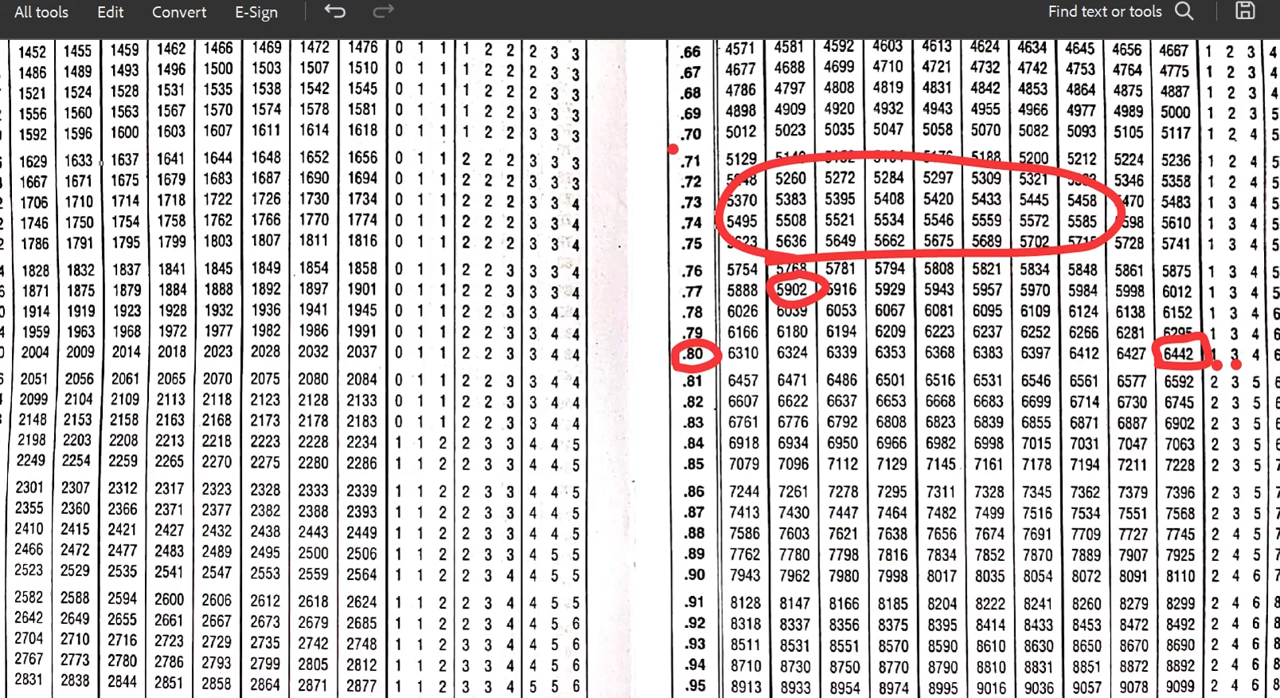 All tools Edit Convert E-Sign Find text or tools
1452 1455 1459 1462 1466 1469 1472 1476 0 1 1 1 2 2 2 3 3
1486 1489 1493 1496 1500 1503 1507 1510 0 1 1 1 2 2 2 3 3
1521 1524 1528 1531 1535 1538 1542 1545 0 1 1 1 2 2 2 3 3
1556 1560 1563 1567 1570 1574 1578 1581 0 1 1 1 2 2 3 3 3
1592 1596 1600 1603 1607 1611 1614 1618 0 1 1 1 2 2 3 3 3
1629 1633 1637 1641 1644 1648 1652 1656 0 1 1 2 2 2 3 3 3
1667 1671 1675 1679 1683 1687 1690 1694 0 1 1 2 2 2 3 3 3
1706 1710 1714 1718 1722 1726 1730 1734 0 1 1 2 2 2 3 3 4
1746 1750 1754 1758 1762 1766 1770 1774 0 1 1 2 2 2 3 3 4
1786 1791 1795 1799 1803 1807 1811 1816 0 1 1 2 2 2 3 3 4
1828 1832 1837 1841 1845 1849 1854 1858 0 1 1 2 2 3 3 3 4
1871 1875 1879 1884 1888 1892 1897 1901 0 1 1 2 2 3 3 3 4
1914 1919 1923 1928 1932 1936 1941 1945 0 1 1 2 2 3 3 4 4
1959 1963 1968 1972 1977 1982 1986 1991 0 1 1 2 2 3 3 4 4
2004 2009 2014 2018 2023 2028 2032 2037 0 1 1 2 2 3 3 4 4
2051 2056 2061 2065 2070 2075 2080 2084 0 1 1 2 2 3 3 4 4
2099 2104 2109 2113 2118 2123 2128 2133 0 1 1 2 2 3 3 4 4
2148 2153 2158 2163 2168 2173 2178 2183 0 1 1 2 2 3 3 4 4
2198 2203 2208 2213 2218 2223 2228 2234 1 1 2 2 3 3 4 4 5
2249 2254 2259 2265 2270 2275 2280 2286 1 1 2 2 3 3 4 4 5
2301 2307 2312 2317 2323 2328 2333 2339 1 1 2 2 3 3 4 4 5
2355 2360 2366 2371 2377 2382 2388 2393 1 1 2 2 3 3 4 4 5
2410 2415 2421 2427 2432 2438 2443 2449 1 1 2 2 3 3 4 4 5
2466 2472 2477 2483 2489 2495 2500 2506 1 1 2 2 3 3 4 5 5
2523 2529 2535 2541 2547 2553 2559 2564 1 1 2 2 3 4 4 5 5
2582 2588 2594 2600 2606 2612 2618 2624 1 1 2 2 3 4 4 5 5
2642 2649 2655 2661 2667 2673 2679 2685 1 1 2 2 3 4 4 5 6
2704 2710 2716 2723 2729 2735 2742 2748 1 1 2 3 3 4 4 5 6
2767 2773 2780 2786 2793 2799 2805 2812 1 1 2 3 3 4 4 5 6
2831 2838 2844 2851 2858 2864 2871 2877 1 1 2 3 3 4 5 5 6
.66 4571 4581 4592 4603 4613 4624 4634 4645 4656 4667 1 2 3 4
.67 4677 4688 4699 4710 4721 4732 4742 4753 4764 4775 1 2 3 4
.68 4786 4797 4808 4819 4831 4842 4853 4864 4875 4887 1 2 3 4
.69 4898 4909 4920 4932 4943 4955 4966 4977 4989 5000 1 2 3 5
.70 5012 5023 5035 5047 5058 5070 5082 5093 5105 5117 1 2 4 5
.71 5129 5188 5200 5212 5224 5236 1 2 4 5
.72 5260 5272 5284 5297 5309 5321 5346 5358 1 2 4 5
.73 5370 5383 5395 5408 5420 5433 5445 5458 5470 5483 1 3 4 5
.74 5495 5508 5521 5534 5546 5559 5572 5585 5598 5610 1 3 4 5
.75 5623 5636 5649 5662 5675 5689 5702 5716 5728 5741 1 3 4 5
.76 5754 5768 5781 5794 5808 5821 5834 5848 5861 5875 1 3 4 5
.77 5888 5902 5916 5929 5943 5957 5970 5984 5998 6012 1 3 4 5
.78 6026 6039 6053 6067 6081 6095 6109 6124 6138 6152 1 3 4 6
.79 6166 6180 6194 6209 6223 6237 6252 6266 6281 6295 1 3 4 6
.80 6310 6324 6339 6353 6368 6383 6397 6412 6427 6442 1 3 4 6
.81 6457 6471 6486 6501 6516 6531 6546 6561 6577 6592 2 3 5 6
.82 6607 6622 6637 6653 6668 6683 6699 6714 6730 6745 2 3 5 6
.83 6761 6776 6792 6808 6823 6839 6855 6871 6887 6902 2 3 5 6
.84 6918 6934 6950 6966 6982 6998 7015 7031 7047 7063 2 3 5 6
.85 7079 7096 7112 7129 7145 7161 7178 7194 7211 7228 2 3 5 7
.86 7244 7261 7278 7295 7311 7328 7345 7362 7379 7396 2 3 5 7
.87 7413 7430 7447 7464 7482 7499 7516 7534 7551 7568 2 3 5 7
.88 7586 7603 7621 7638 7656 7674 7691 7709 7727 7745 2 4 5 7
.89 7762 7780 7798 7816 7834 7852 7870 7889 7907 7925 2 4 5 7
.90 7943 7962 7980 7998 8017 8035 8054 8072 8091 8110 2 4 6 7
.91 8128 8147 8166 8185 8204 8222 8241 8260 8279 8299 2 4 6 8
.92 8318 8337 8356 8375 8395 8414 8433 8453 8472 8492 2 4 6 8
.93 8511 8531 8551 8570 8590 8610 8630 8650 8670 8690 2 4 6 8
.94 8710 8730 8750 8770 8790 8810 8831 8851 8872 8892 2 4 6 8
.95 8913 8933 8954 8974 8995 9016 9036 9057 9078 9099 2 4 6 8